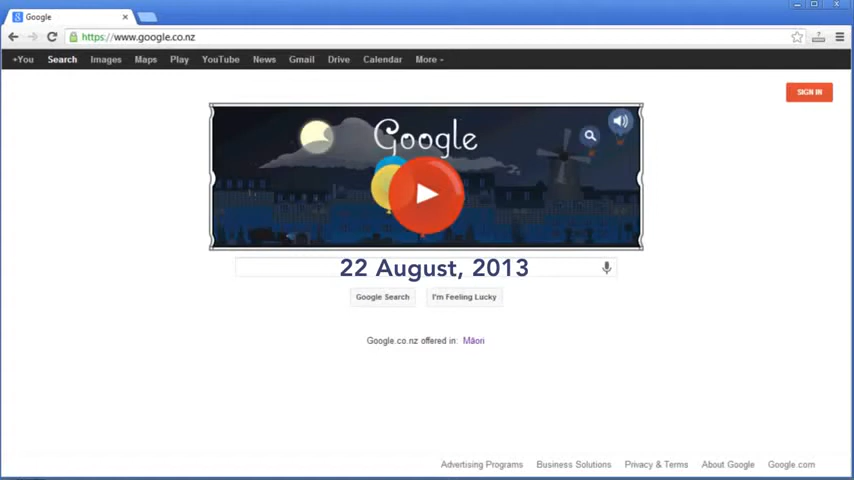 Google
https://www.google.co.nz
+You Search Images Maps Play YouTube News Gmail Drive Calendar More
SIGN IN
Google
22 August, 2013
Google Search I'm Feeling Lucky
Google.co.nz offered in: Māori
Advertising Programs Business Solutions Privacy & Terms About Google Google.com